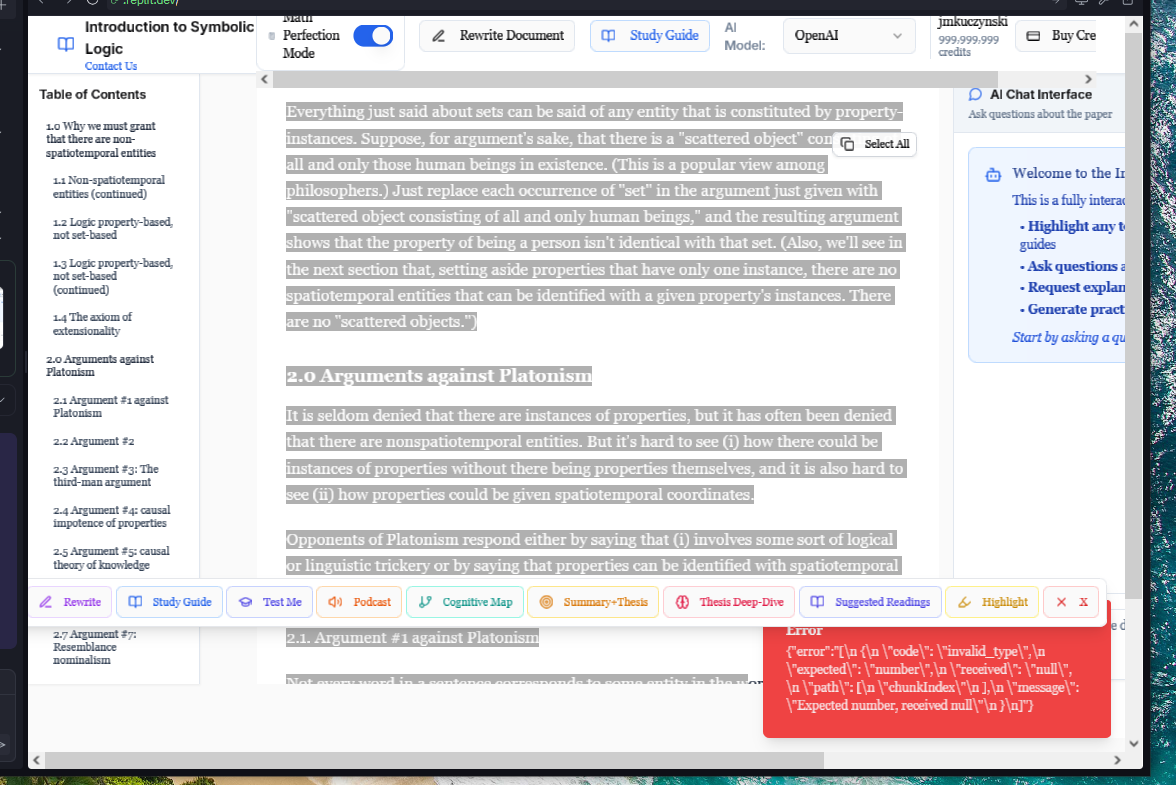 .replit.dev/
Introduction to Symbolic
Logic
Contact Us
Math
Perfection
Mode
Rewrite Document
Study Guide
AI
Model:
OpenAI
jmkuczynski
999,999,999
credits
Buy Cre
Table of Contents
1.0 Why we must grant
that there are non-
spatiotemporal entities
1.1 Non-spatiotemporal
entities (continued)
1.2 Logic property-based,
not set-based
1.3 Logic property-based,
not set-based
(continued)
1.4 The axiom of
extensionality
2.0 Arguments against
Platonism
2.1 Argument #1 against
Platonism
2.2 Argument #2
2.3 Argument #3: The
third-man argument
2.4 Argument #4: causal
impotence of properties
2.5 Argument #5: causal
theory of knowledge
2.7 Argument #7:
Resemblance
nominalism
Everything just said about sets can be said of any entity that is constituted by property-
instances. Suppose, for argument's sake, that there is a "scattered object" con
Select All
all and only those human beings in existence. (This is a popular view among
philosophers.) Just replace each occurrence of "set" in the argument just given with
"scattered object consisting of all and only human beings," and the resulting argument
shows that the property of being a person isn't identical with that set. (Also, we'll see in
the next section that, setting aside properties that have only one instance, there are no
spatiotemporal entities that can be identified with a given property's instances. There
are no "scattered objects.")
2.0 Arguments against Platonism
It is seldom denied that there are instances of properties, but it has often been denied
that there are nonspatiotemporal entities. But it's hard to see (i) how there could be
instances of properties without there being properties themselves, and it is also hard to
see (ii) how properties could be given spatiotemporal coordinates.
Opponents of Platonism respond either by saying that (i) involves some sort of logical
or linguistic trickery or by saying that properties can be identified with spatiotemporal
2.1. Argument #1 against Platonism
Not every word in a sentence corresponds to some entity in the wor
AI Chat Interface
Ask questions about the paper
Welcome to the In
This is a fully interac
• Highlight any t
guides
• Ask questions a
• Request explan
• Generate pract
Start by asking a qu
Rewrite
Study Guide
Test Me
Podcast
Cognitive Map
Summary+Thesis
Thesis Deep-Dive
Suggested Readings
Highlight
X
Error
{"error":"[\n {\n \"code\": \"invalid_type\",\n
\"expected\": \"number\",\n \"received\": \"null\",
\n \"path\": [\n \"chunkIndex\"\n ],\n \"message\":
\"Expected number, received null\"\n }\n]"}